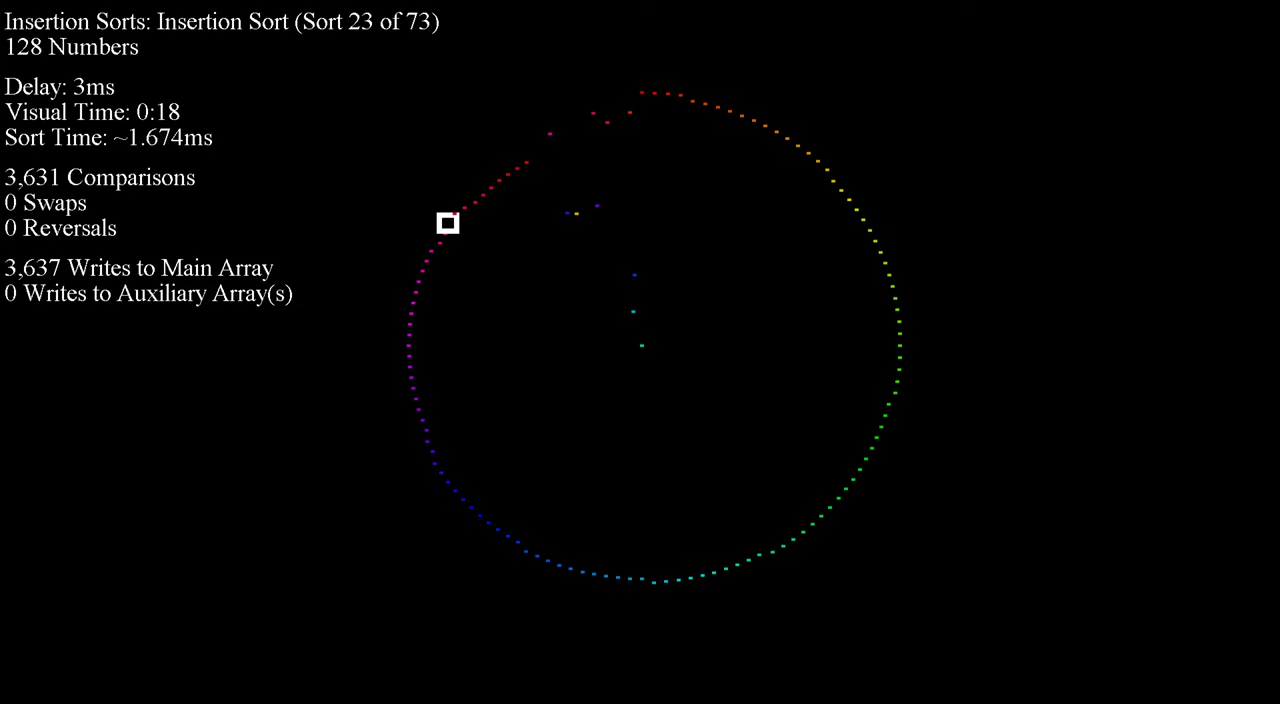 Insertion Sorts: Insertion Sort (Sort 23 of 73)
128 Numbers
Delay: 3ms
Visual Time: 0:18
Sort Time: ~1.674ms
3,631 Comparisons
0 Swaps
0 Reversals
3,637 Writes to Main Array
0 Writes to Auxiliary Array(s)